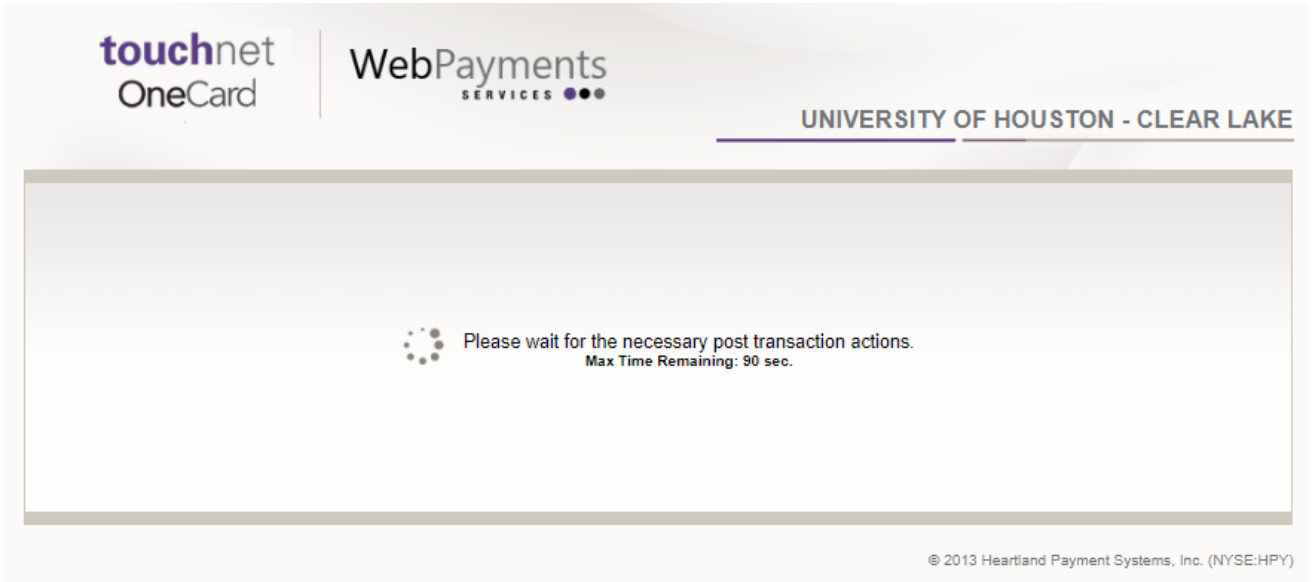 touchnet
OneCard
WebPayments
SERVICES
UNIVERSITY OF HOUSTON - CLEAR LAKE
Please wait for the necessary post transaction actions.
Max Time Remaining: 90 sec.
© 2013 Heartland Payment Systems, Inc. (NYSE:HPY)